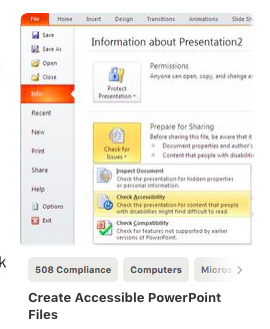 File Home Insert Design Transitions Animations Slide Sh
Save
Save As
Open
Close
Info
Recent
New
Print
Share
Help
Options
Exit
Information about Presentation2
Protect
Presentation
Permissions
Anyone can open, copy, and change a
Check for
Issues
Prepare for Sharing
Before sharing this file, be aware that it
Document properties and author's
Content that people with disabiliti
Inspect Document
Check the presentation for hidden properties
or personal information.
Check Accessibility
Check the presentation for content that people
with disabilities might find difficult to read.
Check Compatibility
Check for features not supported by earlier
versions of PowerPoint.
k
508 Compliance Computers Micros
Create Accessible PowerPoint
Files